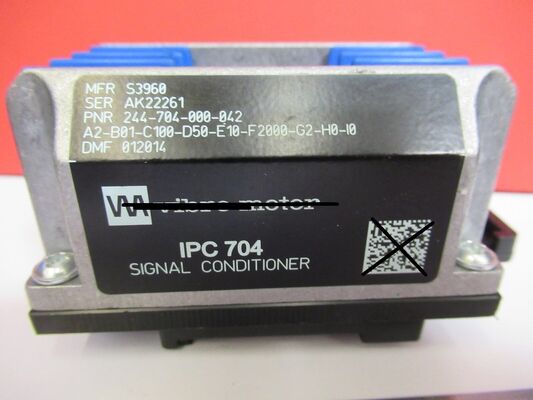 MFR S3960
SER AK22261
PNR 244-704-000-042
A2-B01-C100-D50-E10-F2000-G2-H0-I0
DMF 012014
vibro-meter
IPC 704
SIGNAL CONDITIONER